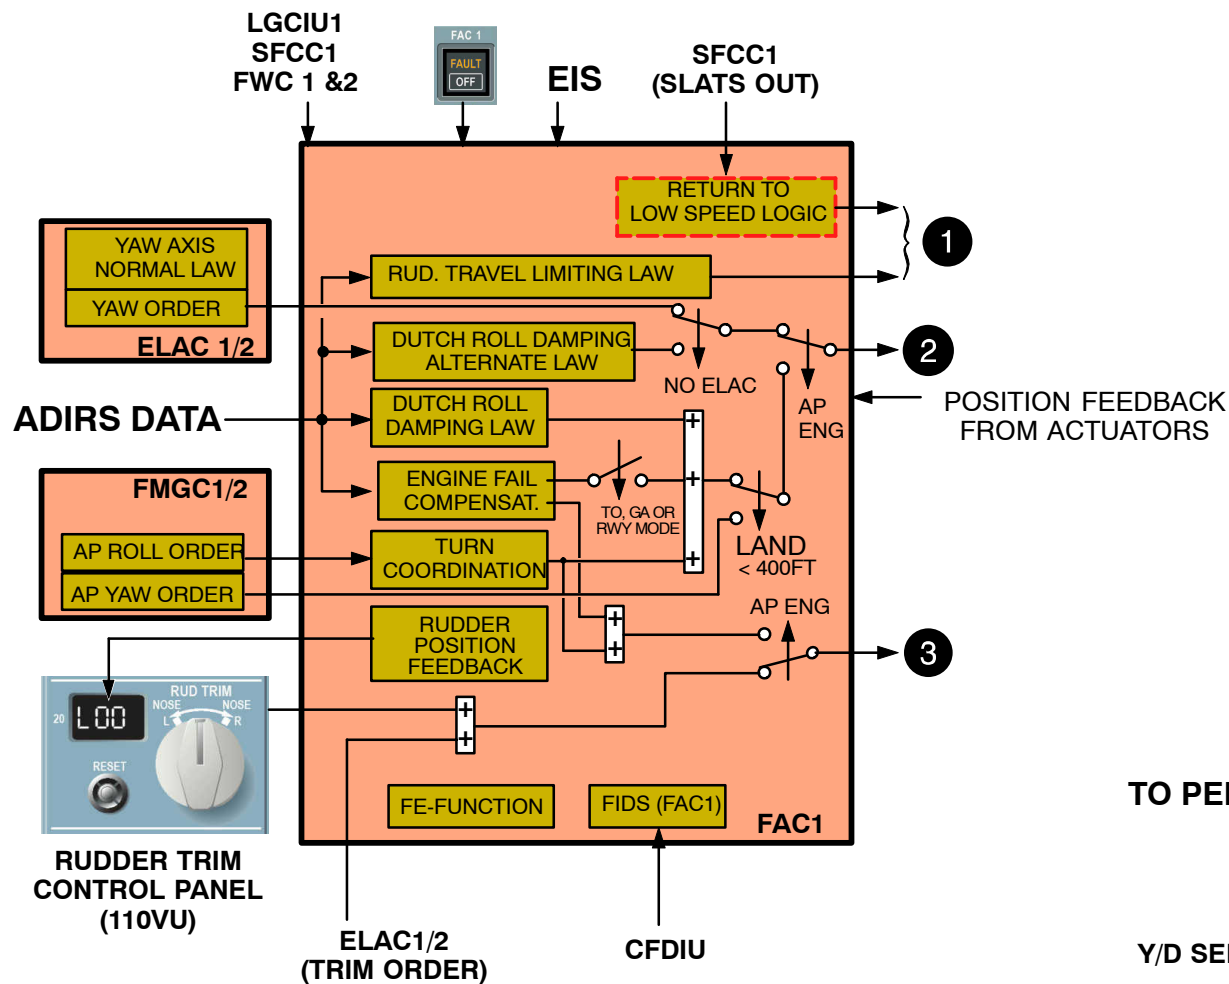 LGCIU1
SFCC1
FWC 1 &2
FAC 1
FAULT
OFF
EIS
SFCC1
(SLATS OUT)
RETURN TO
LOW SPEED LOGIC
1
YAW AXIS
NORMAL LAW
YAW ORDER
ELAC 1/2
RUD. TRAVEL LIMITING LAW
DUTCH ROLL DAMPING
ALTERNATE LAW
NO ELAC
2
AP
ENG
POSITION FEEDBACK
FROM ACTUATORS
ADIRS DATA
DUTCH ROLL
DAMPING LAW
+
FMGC1/2
ENGINE FAIL
COMPENSAT.
TO, GA OR
RWY MODE
+
LAND
< 400FT
AP ROLL ORDER
AP YAW ORDER
TURN
COORDINATION
+
AP ENG
RUDDER
POSITION
FEEDBACK
+
+
3
RUD TRIM
NOSE
L
NOSE
R
20
L00
RESET
+
+
FE-FUNCTION
FIDS (FAC1)
FAC1
RUDDER TRIM
CONTROL PANEL
(110VU)
ELAC1/2
(TRIM ORDER)
CFDIU
TO
Y/D